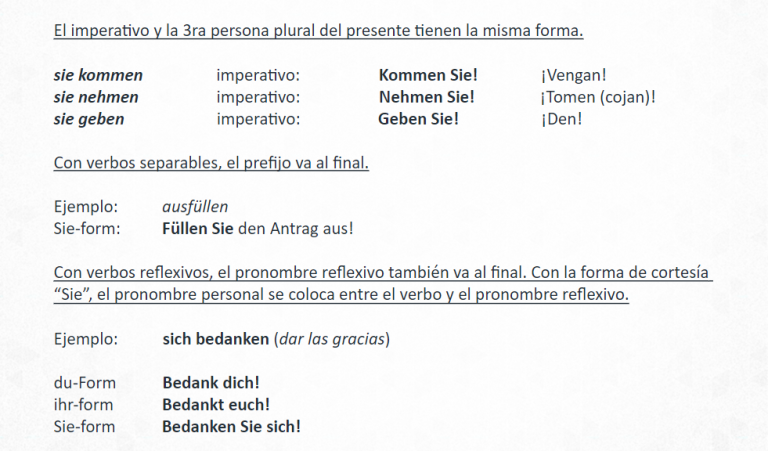 El imperativo y la 3ra persona plural del presente tienen la misma forma.
sie kommen imperativo: Kommen Sie! ¡Vengan!
sie nehmen imperativo: Nehmen Sie! ¡Tomen (cojan)!
sie geben imperativo: Geben Sie! ¡Den!
Con verbos separables, el prefijo va al final.
Ejemplo: ausfüllen
Sie-form: Füllen Sie den Antrag aus!
Con verbos reflexivos, el pronombre reflexivo también va al final. Con la forma de cortesía
“Sie”, el pronombre personal se coloca entre el verbo y el pronombre reflexivo.
Ejemplo: sich bedanken (dar las gracias)
du-Form Bedank dich!
ihr-form Bedankt euch!
Sie-form Bedanken Sie sich!